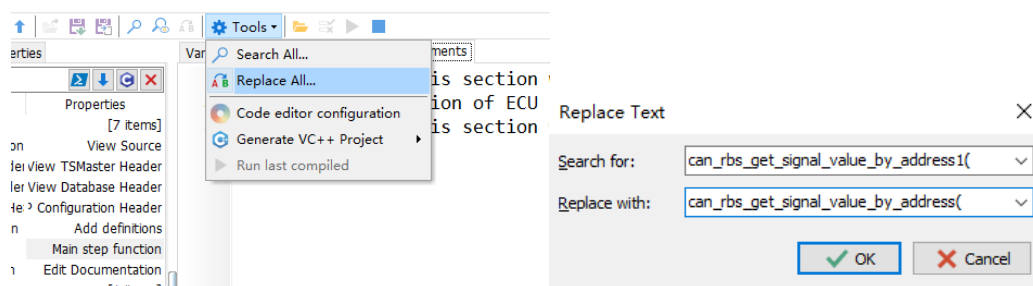 Tools
erties
Var
ments
Search All...
Replace All...
Code editor configuration
Generate VC++ Project
Run last compiled
is section
ion of ECU
is section
Properties
[7 items]
on View Source
View TSMaster Header
View Database Header
Configuration Header
n Add definitions
Main step function
Edit Documentation
Replace Text
Search for: can_rbs_get_signal_value_by_address1(
Replace with: can_rbs_get_signal_value_by_address(
OK Cancel